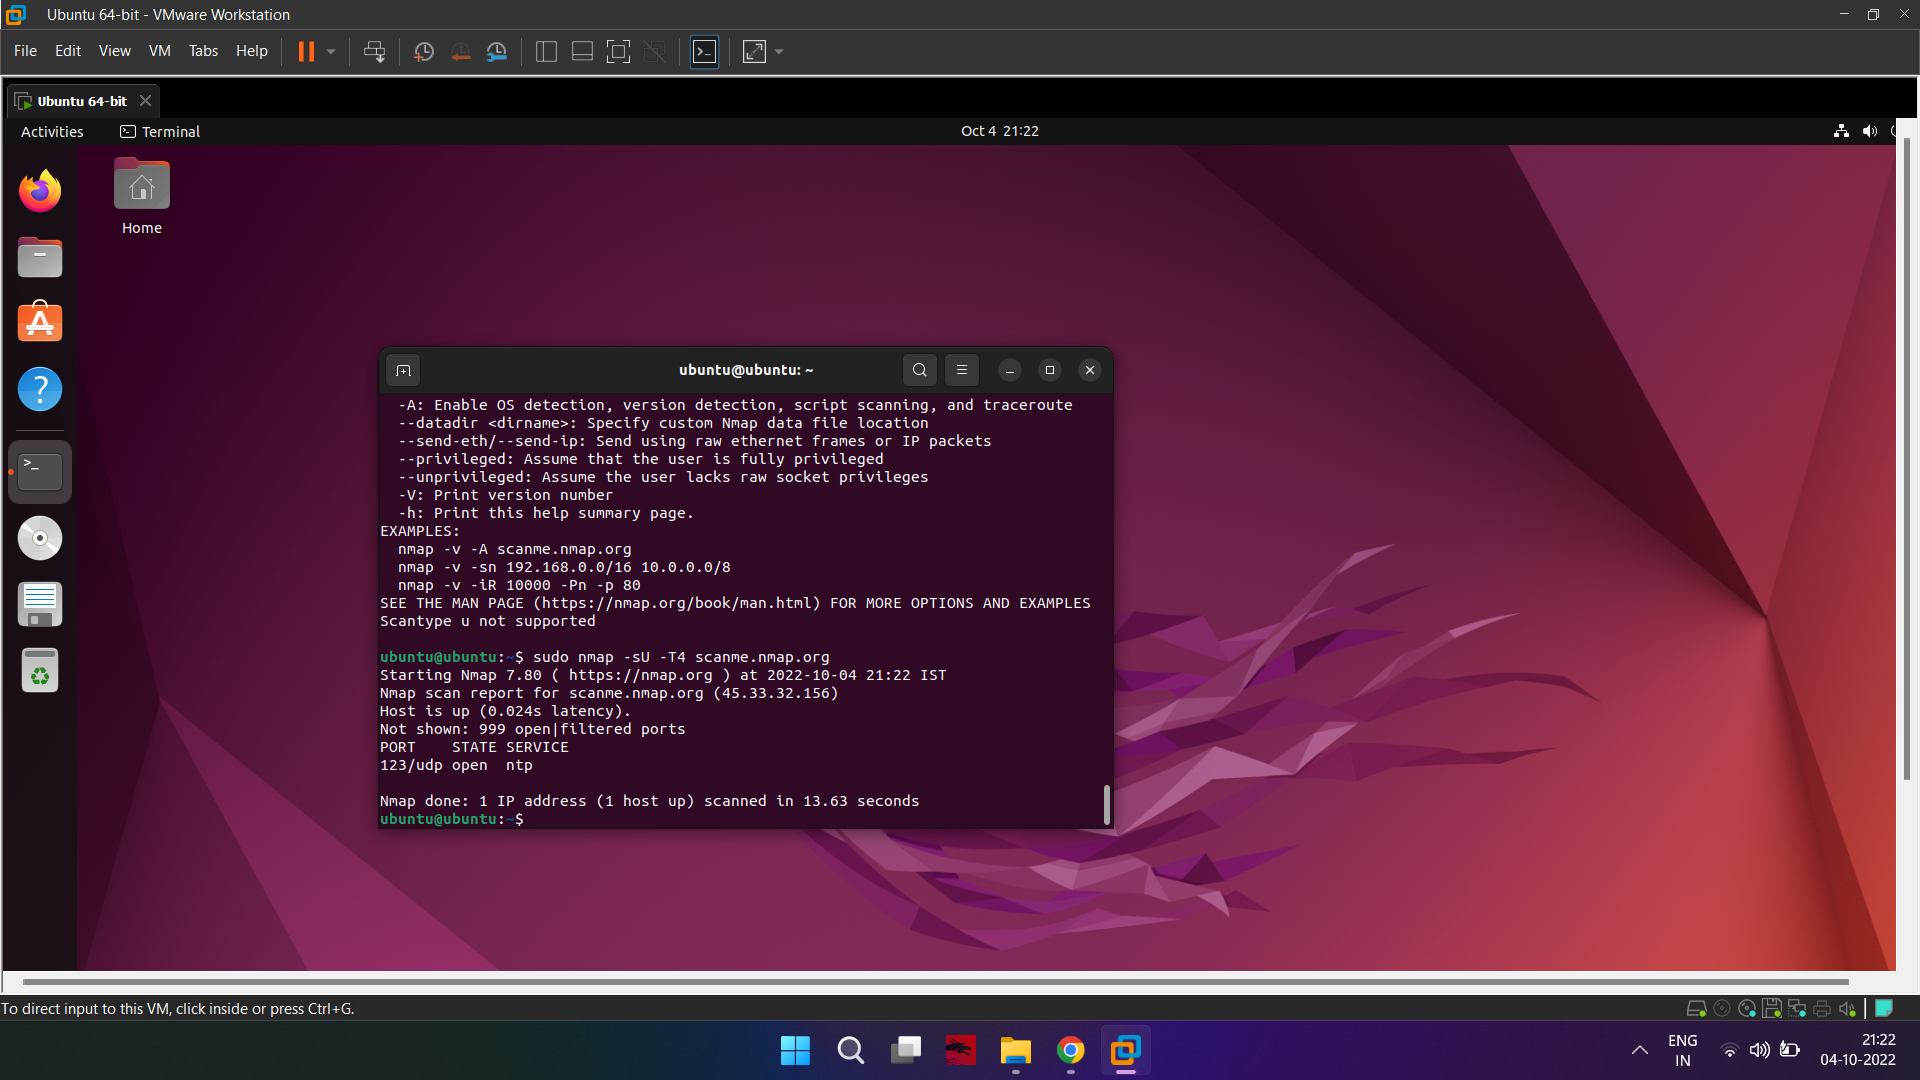 Ubuntu 64-bit - VMware Workstation
File Edit View VM Tabs Help
Ubuntu 64-bit
Activities Terminal Oct 4 21:22
Home
ubuntu@ubuntu: ~
  -A: Enable OS detection, version detection, script scanning, and traceroute
  --datadir <dirname>: Specify custom Nmap data file location
  --send-eth/--send-ip: Send using raw ethernet frames or IP packets
  --privileged: Assume that the user is fully privileged
  --unprivileged: Assume the user lacks raw socket privileges
  -V: Print version number
  -h: Print this help summary page.
EXAMPLES:
  nmap -v -A scanme.nmap.org
  nmap -v -sn 192.168.0.0/16 10.0.0.0/8
  nmap -v -iR 10000 -Pn -p 80
SEE THE MAN PAGE (https://nmap.org/book/man.html) FOR MORE OPTIONS AND EXAMPLES
Scantype u not supported
ubuntu@ubuntu:~$ sudo nmap -sU -T4 scanme.nmap.org
Starting Nmap 7.80 ( https://nmap.org ) at 2022-10-04 21:22 IST
Nmap scan report for scanme.nmap.org (45.33.32.156)
Host is up (0.024s latency).
Not shown: 999 open|filtered ports
PORT    STATE SERVICE
123/udp open  ntp
Nmap done: 1 IP address (1 host up) scanned in 13.63 seconds
ubuntu@ubuntu:~$
To direct input to this VM, click inside or press Ctrl+G.
ENG 21:22
IN 04-10-2022